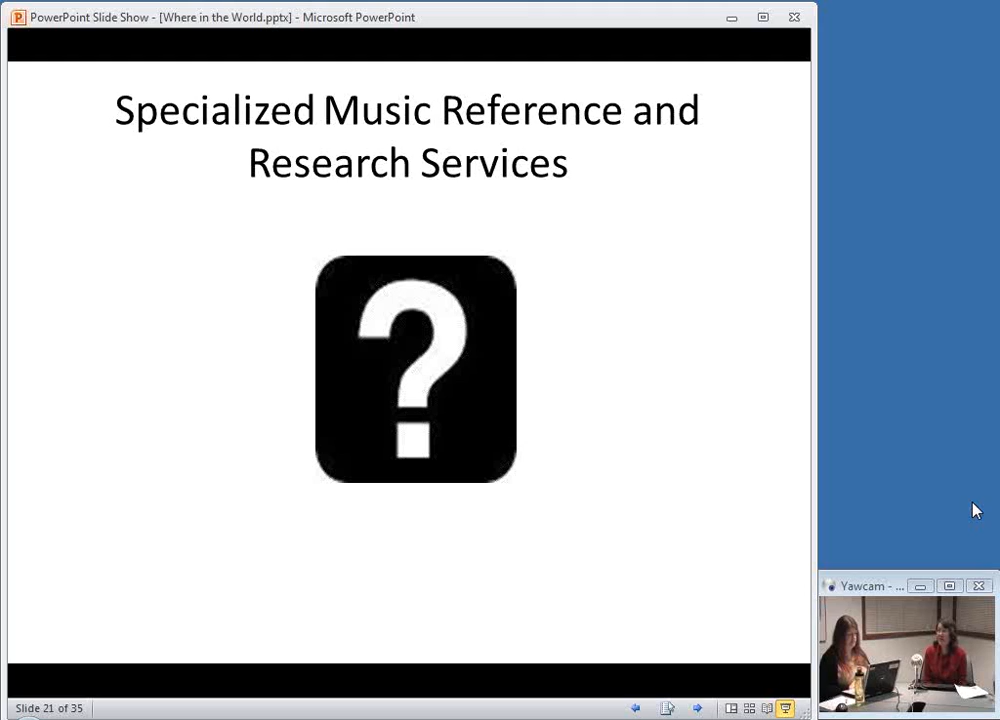 PowerPoint Slide Show - [Where in the World.pptx] - Microsoft PowerPoint
Specialized Music Reference and
Research Services
?
Yawcam - ...
Slide 21 of 35